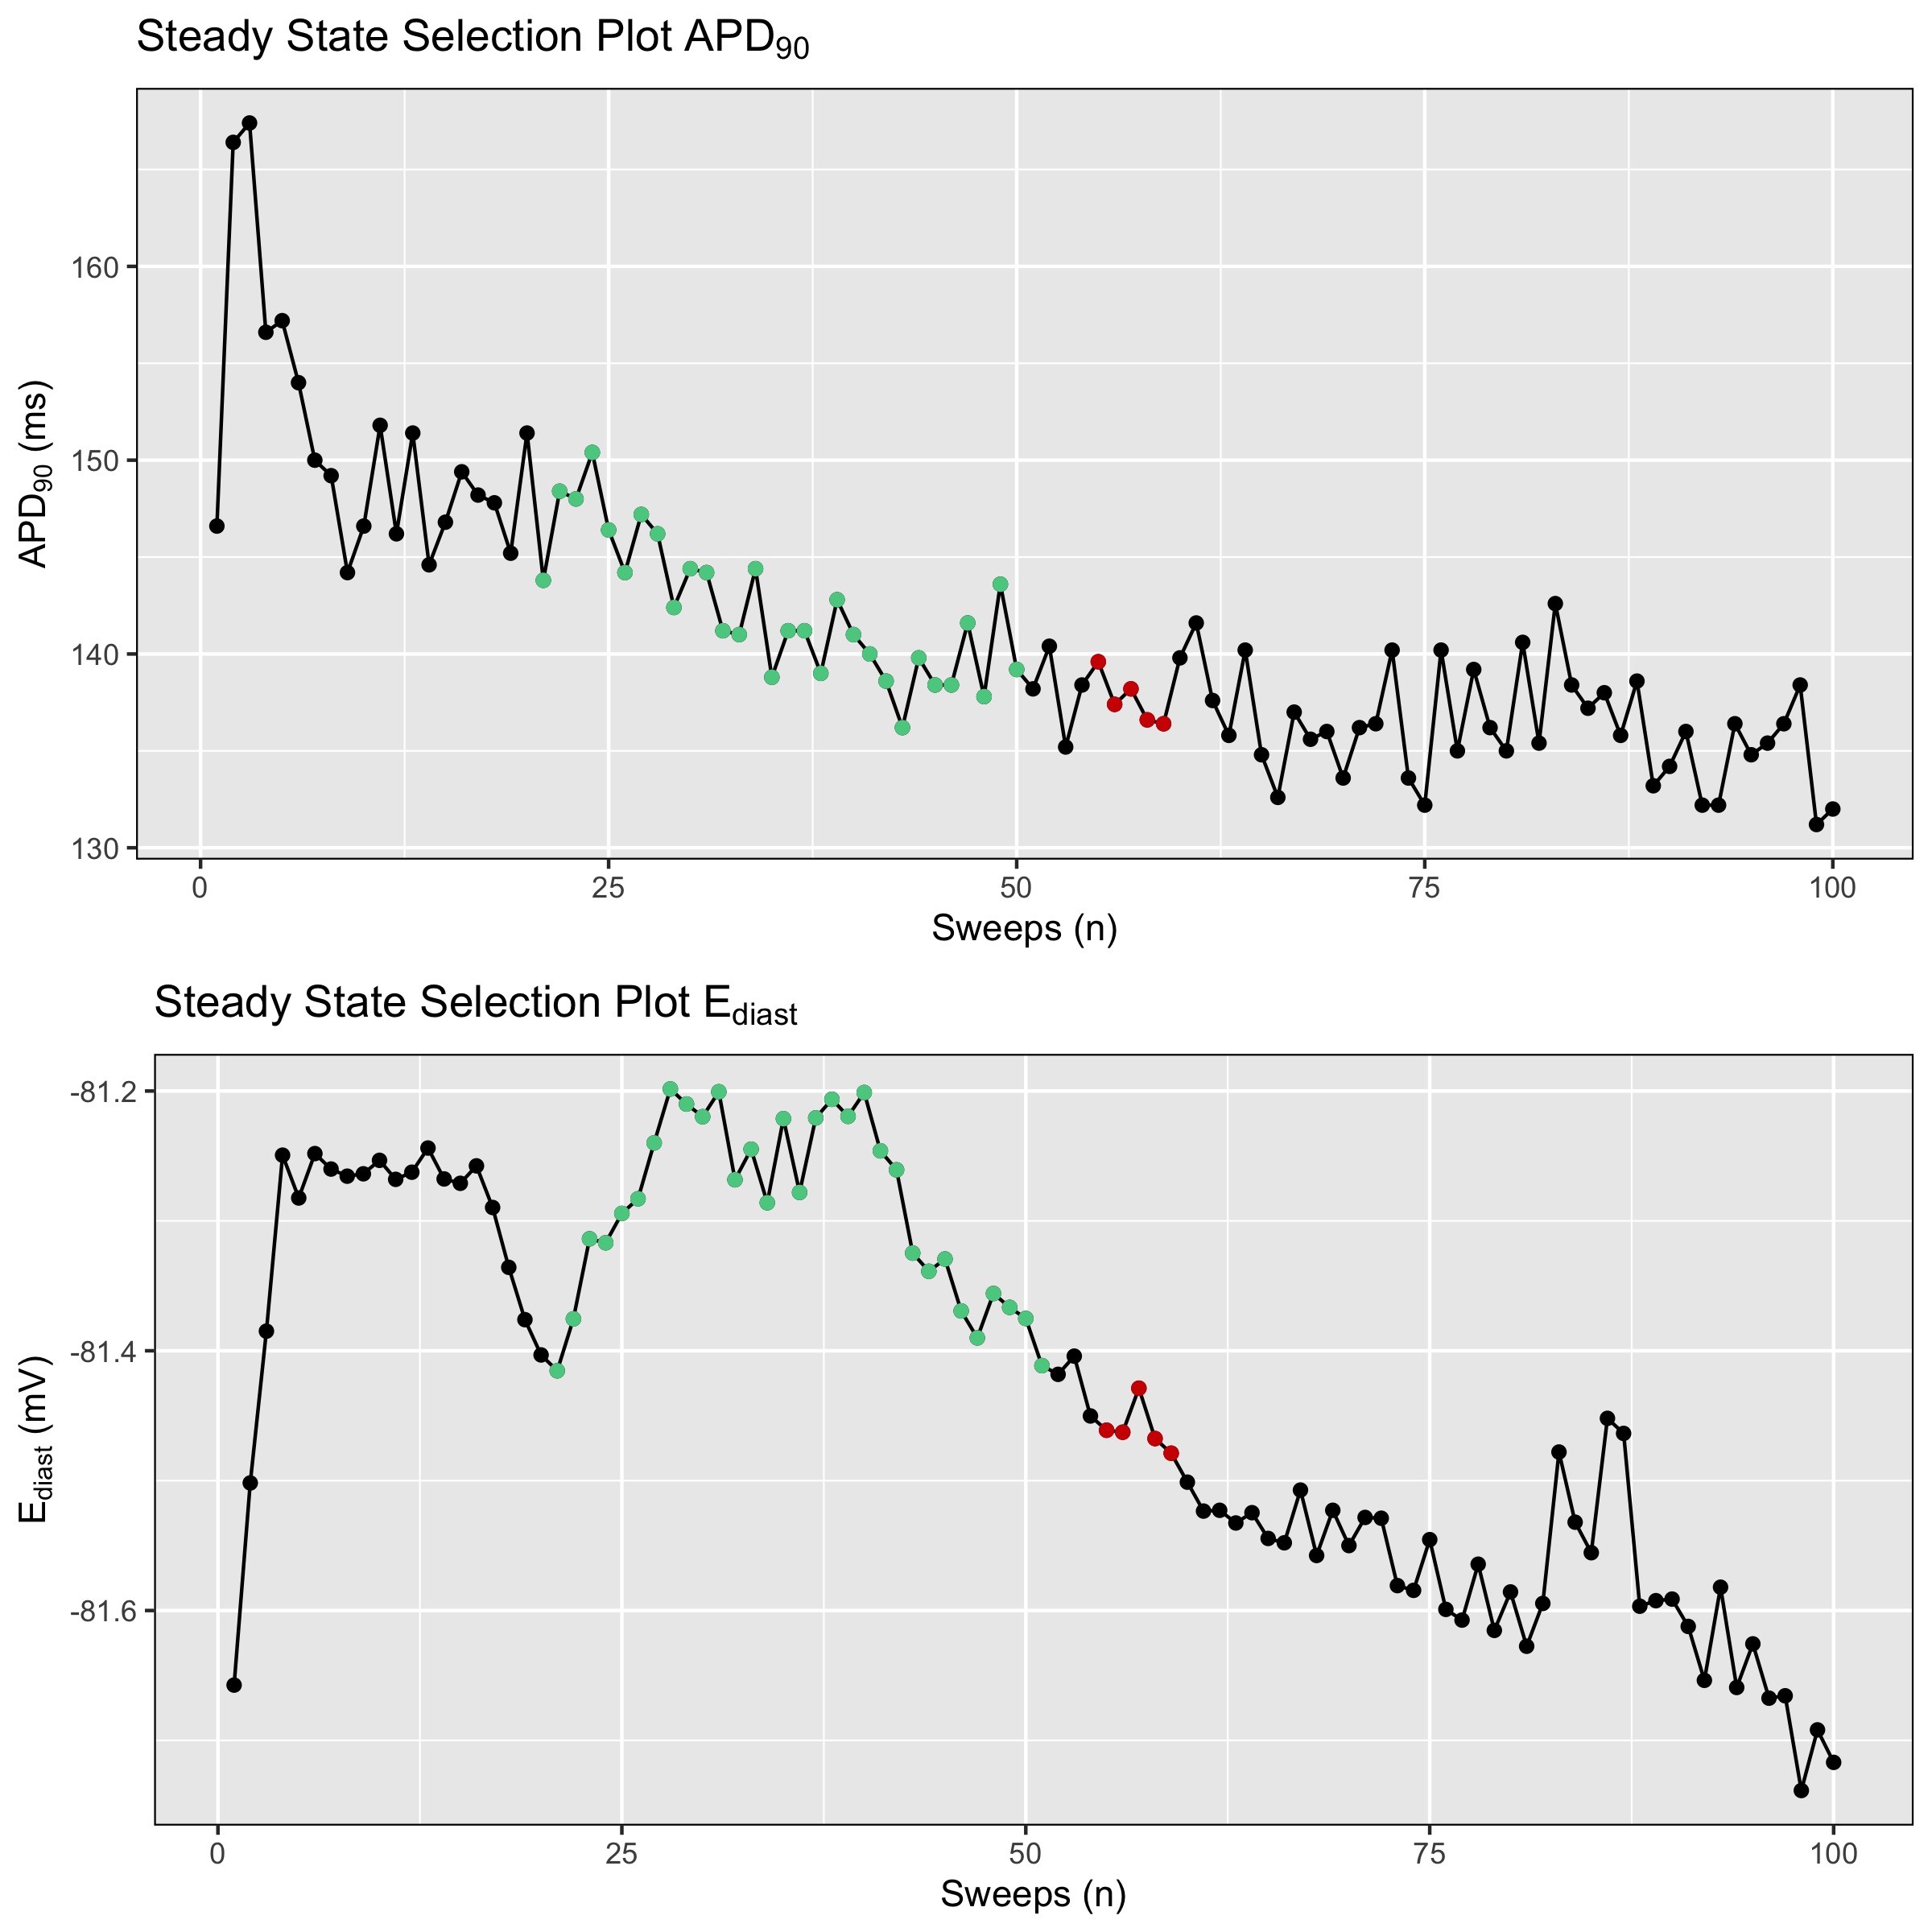 Steady State Selection Plot APD90
APD90 (ms)
160
150
140
130
0 25 50 75 100
Sweeps (n)
Steady State Selection Plot Ediast
Ediast (mV)
-81.2
-81.4
-81.6
0 25 50 75 100
Sweeps (n)